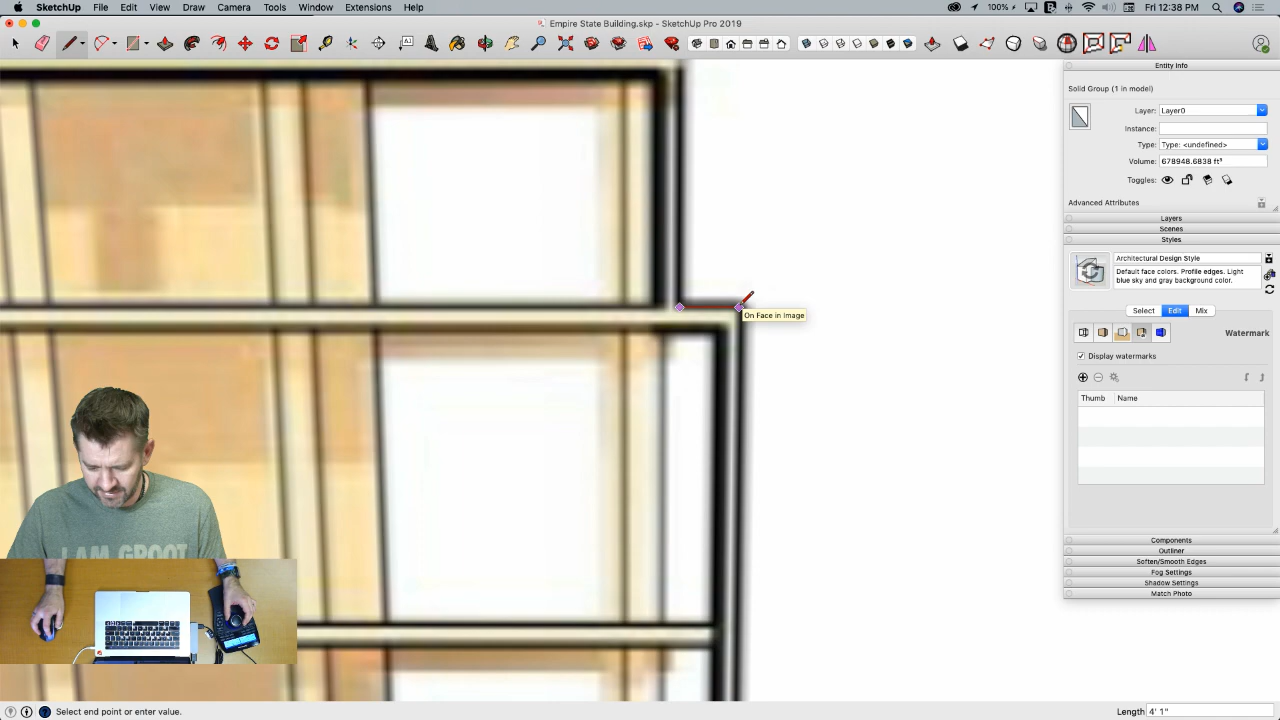 SketchUp File Edit View Camera Draw Tools Window Extensions Help
100% Fri 12:38 PM
Empire State Building.skp - SketchUp Pro 2019
Entity Info
Solid Group (1 in model)
Layer: Layer0
Instance:
Type: Type: <undefined>
Volume: 678948.6838 ft³
Toggles:
Advanced Attributes
Layers
Scenes
Styles
Architectural Design Style
Default face colors. Profile edges. Light
blue sky and gray background color.
Select Edit Mix
Watermark
Display watermarks
Thumb Name
Components
Outliner
Soften/Smooth Edges
Fog Settings
Shadow Settings
Match Photo
On Face in Image
I AM GROOT
Select end point or enter value.
Length 4' 1"